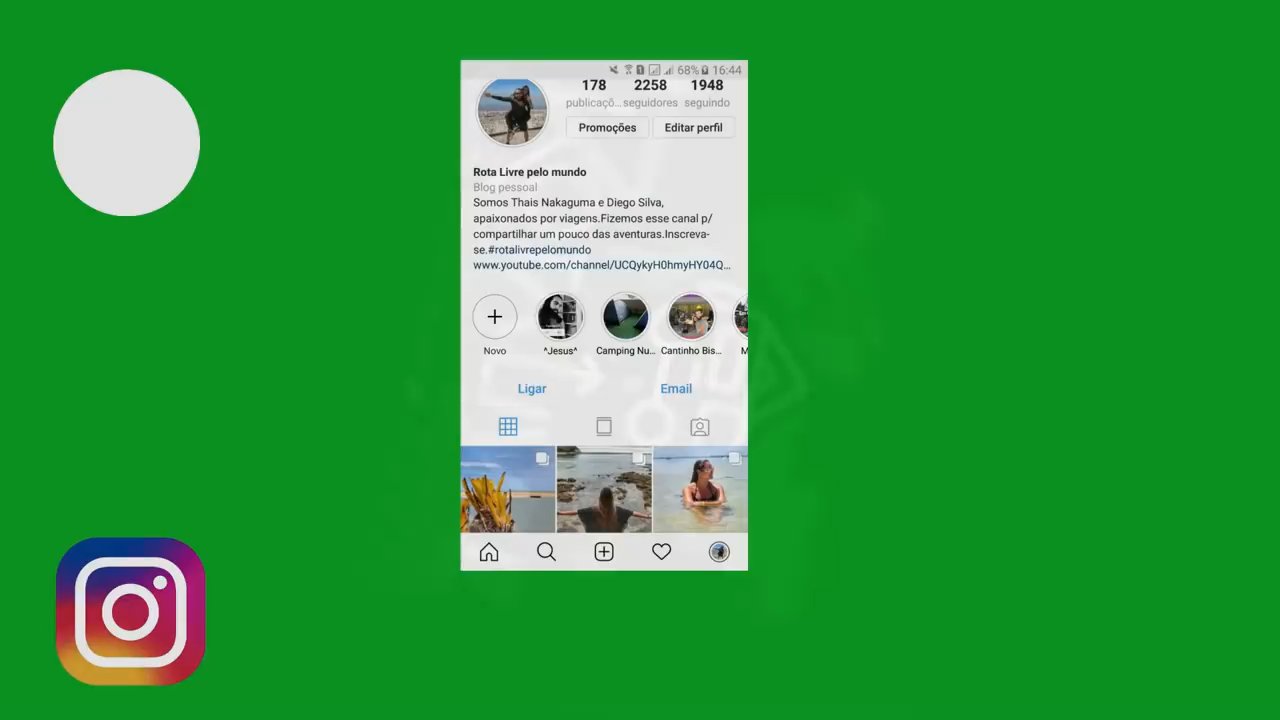 68% 16:44
178 2258 1948
publicaçõ... seguidores seguindo
Promoções Editar perfil
Rota Livre pelo mundo
Blog pessoal
Somos Thais Nakaguma e Diego Silva,
apaixonados por viagens.Fizemos esse canal p/
compartilhar um pouco das aventuras.Inscreva-
se.#rotalivrepelomundo
www.youtube.com/channel/UCQykyH0hmyHY04Q...
Novo ^Jesus^ Camping Nu... Cantinho Bis... M
Ligar Email